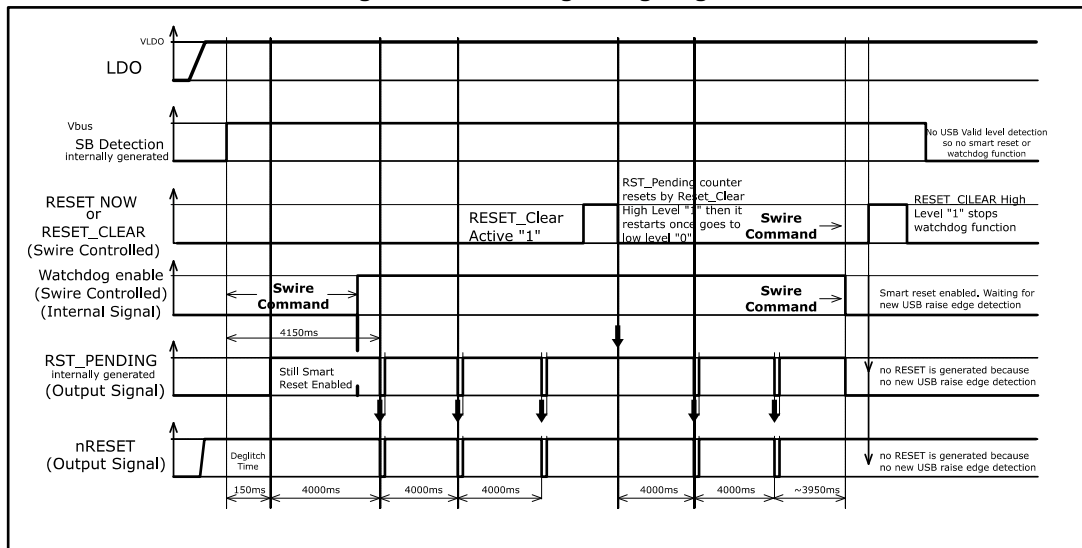 VLDO
LDO
Vbus
SB Detection
internally generated
No USB Valid level detection
so no smart reset or
watchdog function
RESET NOW
or
RESET_CLEAR
(Swire Controlled)
RESET_Clear
Active "1"
RST_Pending counter
resets by Reset_Clear
High Level "1" then it
restarts once goes to
low level "0"
Swire
Command
RESET_ClLEAR High
Level "1" stops
watchdog function
Watchdog enable
(Swire Controlled)
(Internal Signal)
Swire
Command
4150ms
Swire
Command
Smart reset enabled. Waiting for
new USB raise edge detection
RST_PENDING
internally generated
(Output Signal)
Still Smart
Reset Enabled
no RESET is generated because
no new USB raise edge detection
nRESET
(Output Signal)
Deglitch
Time
no RESET is generated because
no new USB raise edge detection
150ms
4000ms
4000ms
4000ms
4000ms
4000ms
~3950ms